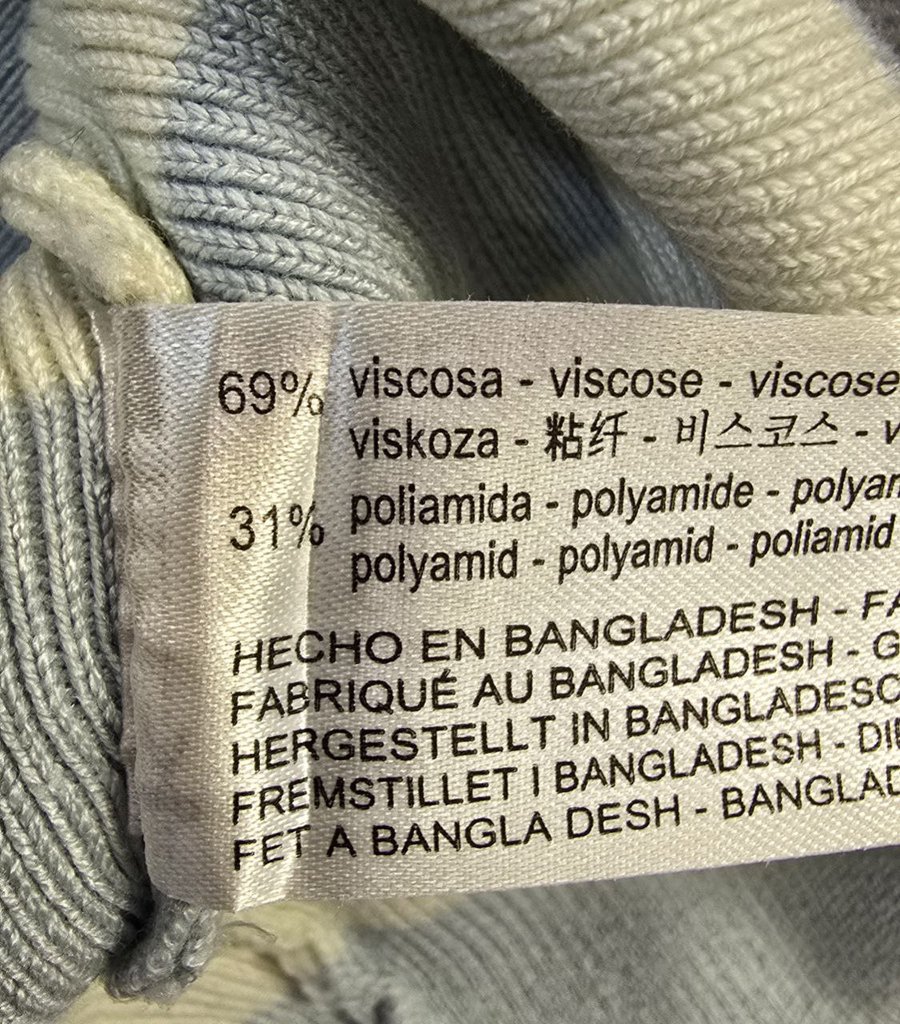 69% viscosa - viscose - viscose
viskoza - 粘纤 - 비스코스 -
31% poliamida - polyamide -
polyamid - polyamid - poliamid
HECHO EN BANGLADESH -
FABRIQUÉ AU BANGLADESH -
HERGESTELLT IN
FREMSTILLET I BANGLADESH -
FET A BANGLA DESH -